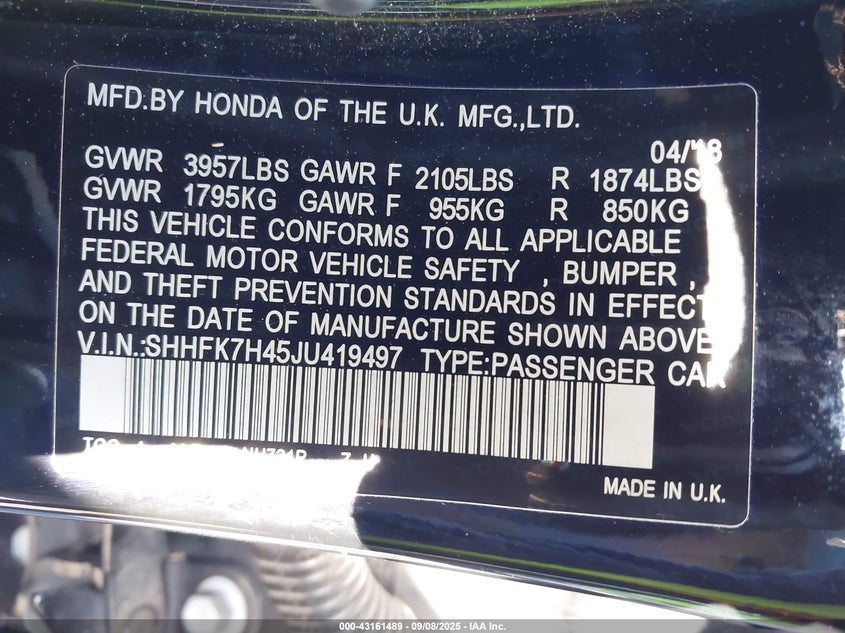 MFD.BY HONDA OF THE U.K. MFG.,LTD.
04/18
GVWR 3957LBS GAWR F 2105LBS R 1874LBS
GVWR 1795KG GAWR F 955KG R 850KG
THIS VEHICLE CONFORMS TO ALL APPLICABLE
FEDERAL MOTOR VEHICLE SAFETY , BUMPER ,
AND THEFT PREVENTION STANDARDS IN EFFECT
ON THE DATE OF MANUFACTURE SHOWN ABOVE
V.I.N.:SHHFK7H45JU419497 TYPE:PASSENGER CAR
MADE IN U.K.
000-43161489 - 09/08/2025 - IAA Inc.